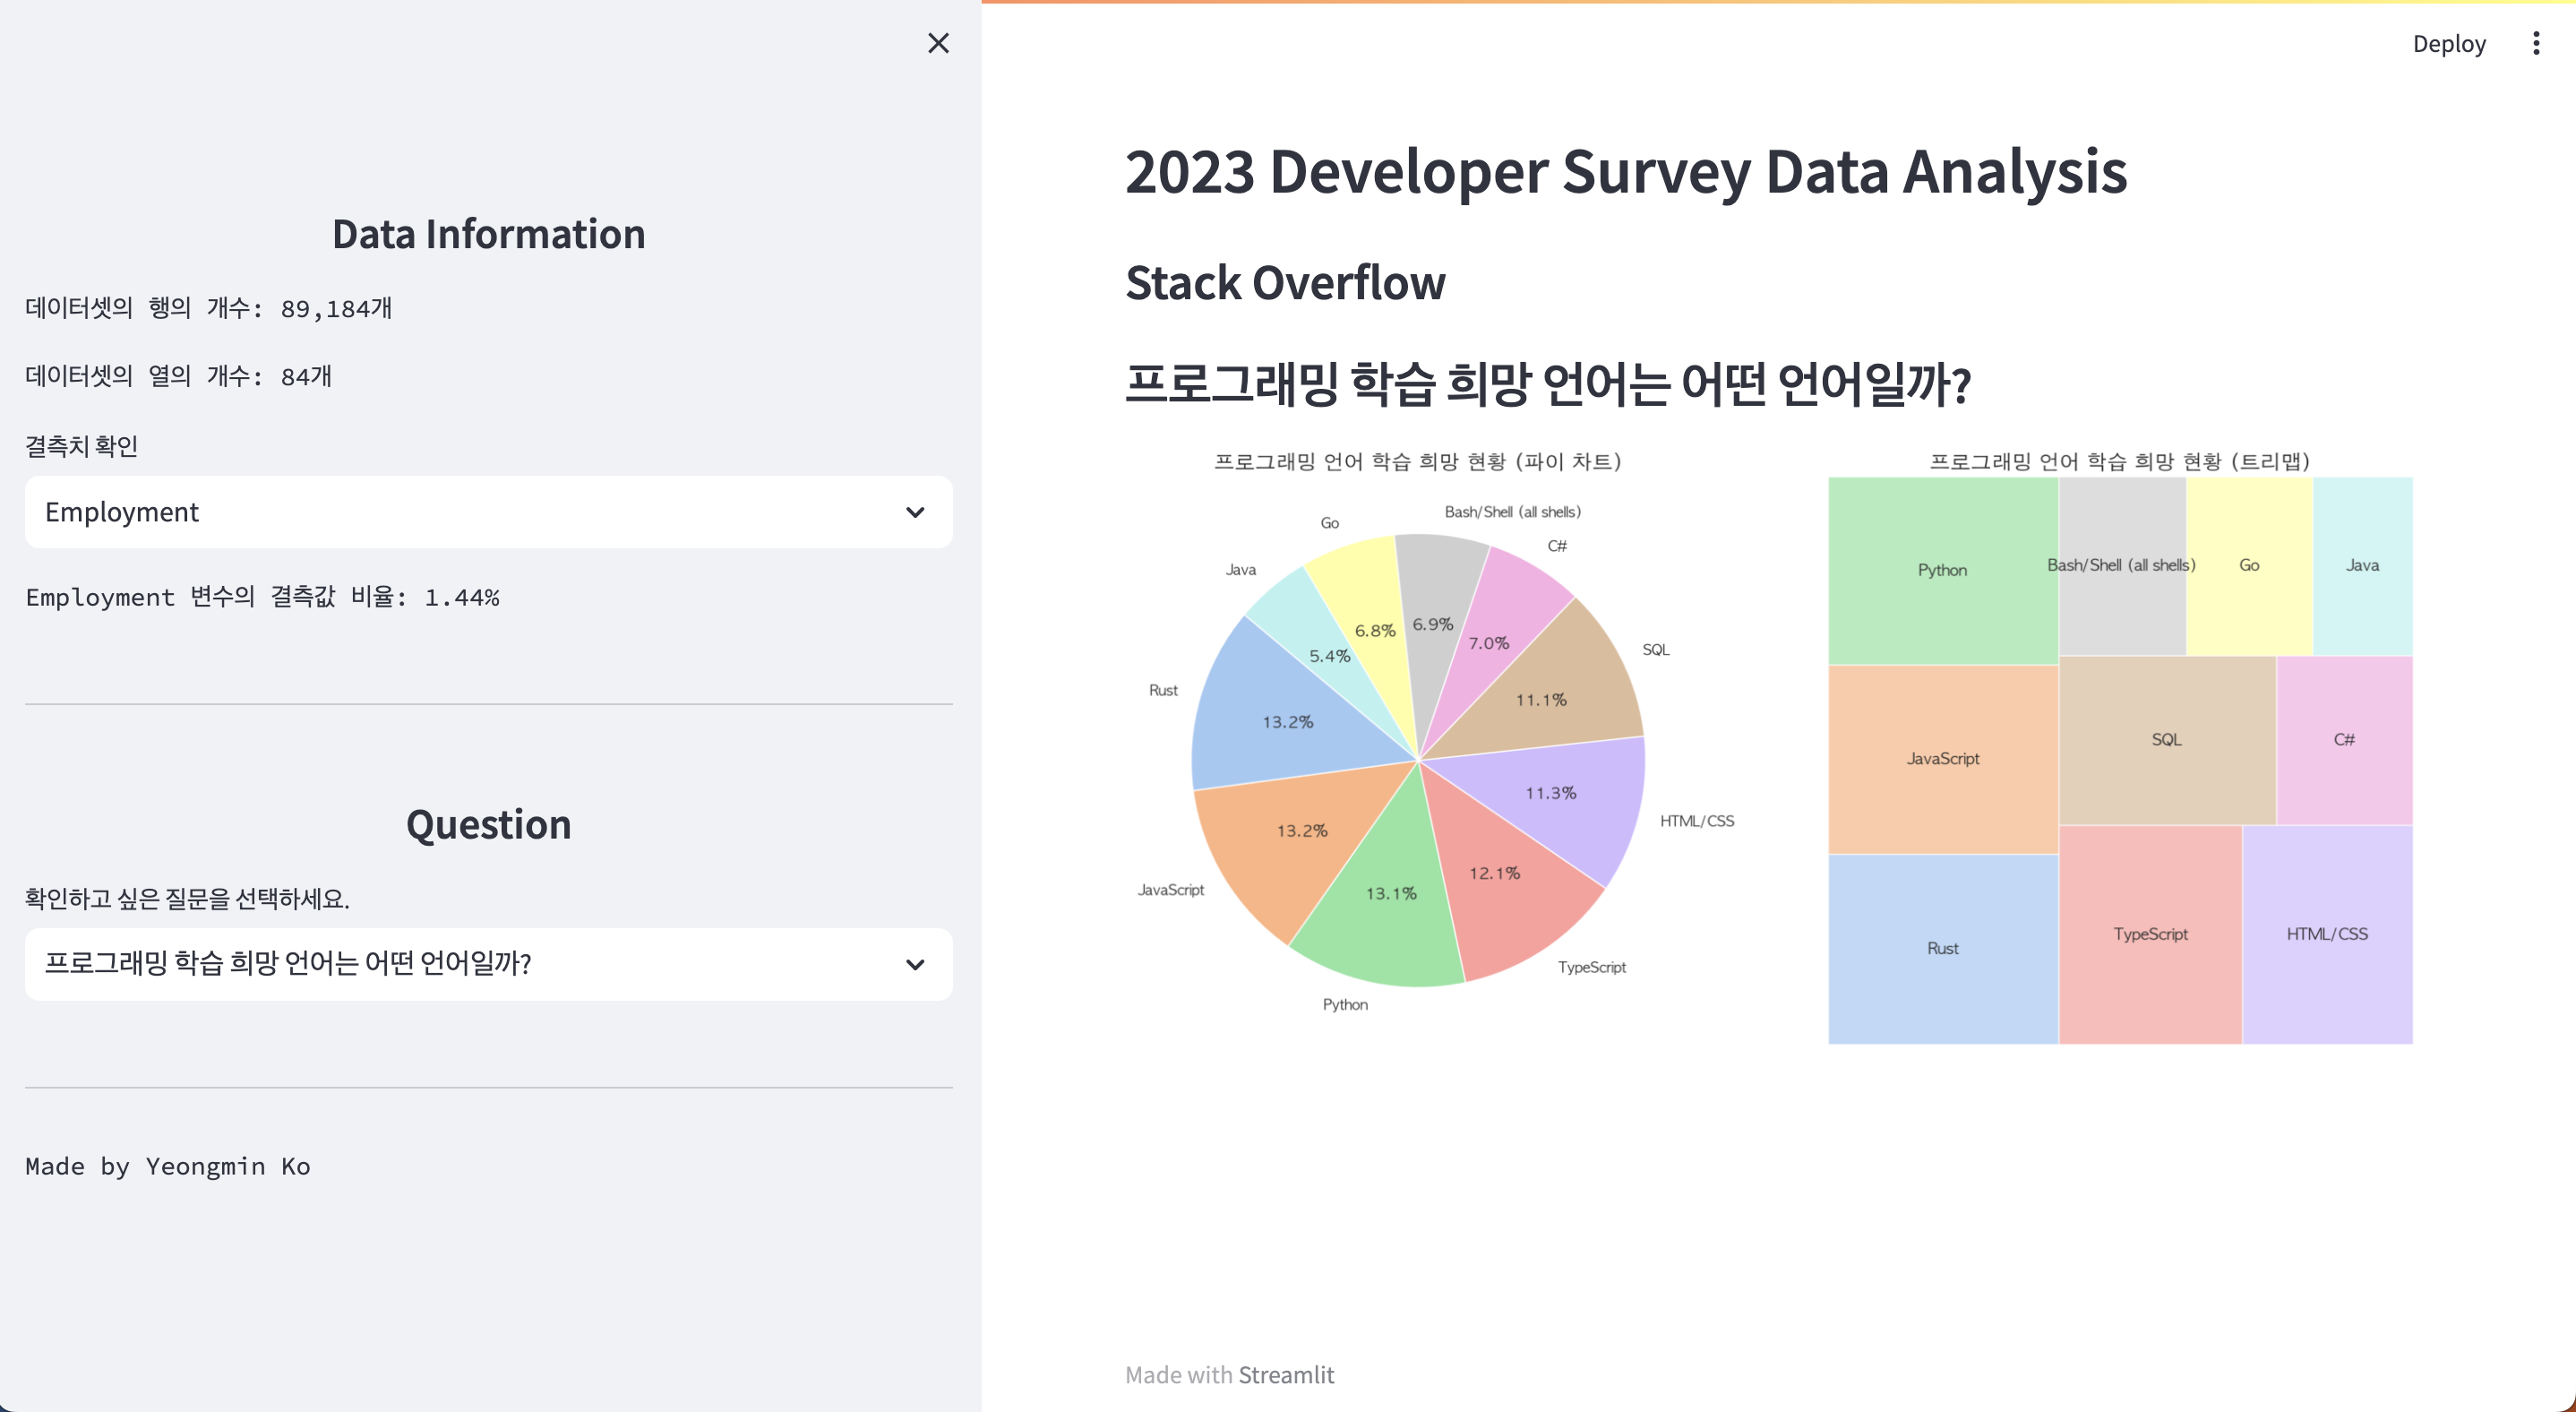 Data Information
데이터셋의 행의 개수: 89,184개
데이터셋의 열의 개수: 84개
결측치 확인
Employment
Employment 변수의 결측값 비율: 1.44%
Question
확인하고 싶은 질문을 선택하세요.
프로그래밍 학습 희망 언어는 어떤 언어일까?
Made by Yeongmin Ko
Deploy
2023 Developer Survey Data Analysis
Stack Overflow
프로그래밍 학습 희망 언어는 어떤 언어일까?
프로그래밍 언어 학습 희망 현황 (파이 차트)
Bash/Shell (all shells)
Go
C#
Java
6.9%
6.8%
7.0%
SQL
5.4%
Rust
11.1%
13.2%
11.3%
HTML/CSS
13.2%
12.1%
JavaScript
13.1%
TypeScript
Python
프로그래밍 언어 학습 희망 현황 (트리맵)
Python
Bash/Shell (all shells)
Go
Java
JavaScript
SQL
C#
Rust
TypeScript
HTML/CSS
Made with Streamlit